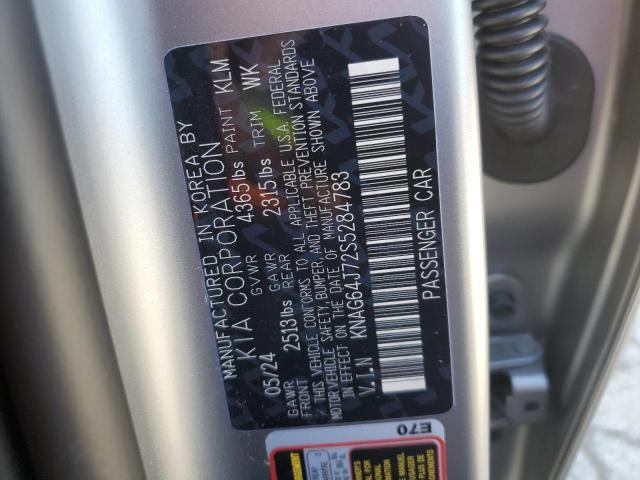 MANUFACTURED IN KOREA BY
KIA CORPORATION
05/24 GVWR 4365lbs PAINT KLM
GAWR FRONT 2513lbs GAWR REAR 2315lbs TRIM WK
THIS VEHICLE CONFORMS TO ALL APPLICABLE U.S.A. FEDERAL
MOTOR VEHICLE SAFETY, BUMPER, AND THEFT PREVENTION STANDARDS
IN EFFECT ON THE DATE OF MANUFACTURE SHOWN ABOVE
V.I.N KNAG64T72S5284783
PASSENGER CAR
E70